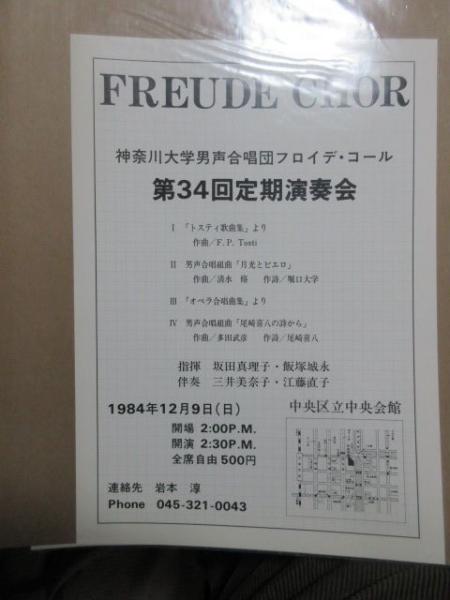 FREUDE CHOR
神奈川大学男声合唱団フロイデ・コール
第34回定期演奏会
Ⅰ 『トスティ歌曲集』より
作曲/F. P. Tosti
Ⅱ 男声合唱組曲「月光とピエロ」
作曲/清水 脩 作詩/堀口大学
Ⅲ 『オペラ合唱曲集』より
Ⅳ 男声合唱組曲「尾崎喜八の詩から」
作曲/多田武彦 作詩/尾崎喜八
指揮 坂田真理子・飯塚城永
伴奏 三井美奈子・江藤直子
1984年12月9日(日)
中央区立中央会館
開場 2:00P.M.
開演 2:30P.M.
全席自由500円
連絡先 岩本 淳
Phone 045-321-0043